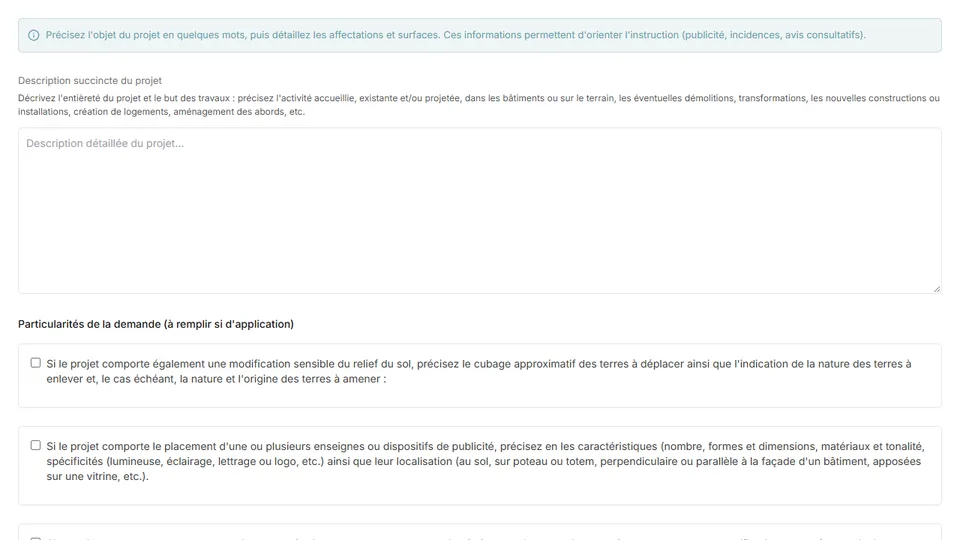 Précisez l'objet du projet en quelques mots, puis détaillez les affectations et surfaces. Ces informations permettent d'orienter l'instruction (publicité, incidences, avis consultatifs).
Description succincte du projet
Décrivez l'entièreté du projet et le but des travaux : précisez l'activité accueillie, existante et/ou projetée, dans les bâtiments ou sur le terrain, les éventuelles démolitions, transformations, les nouvelles constructions ou
installations, création de logements, aménagement des abords, etc.
Description détaillée du projet...
Particularités de la demande (à remplir si d'application)
Si le projet comporte également une modification sensible du relief du sol, précisez le cubage approximatif des terres à déplacer ainsi que l'indication de la nature des terres à
enlever et, le cas échéant, la nature et l'origine des terres à amener :
Si le projet comporte le placement d'une ou plusieurs enseignes ou dispositifs de publicité, précisez en les caractéristiques (nombre, formes et dimensions, matériaux et tonalité,
spécificités (lumineuse, éclairage, lettrage ou logo, etc.) ainsi que leur localisation (au sol, sur poteau ou totem, perpendiculaire ou parallèle à la façade d'un bâtiment, apposées
sur une vitrine, etc.).